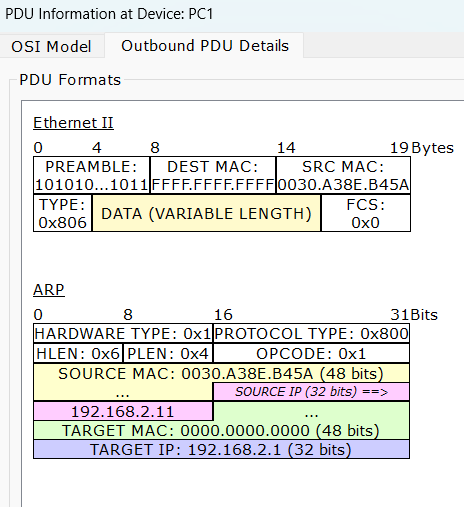 PDU Information at Device: PC1
OSI Model Outbound PDU Details
PDU Formats
Ethernet II
0 4 8 14 19 Bytes
PREAMBLE: DEST MAC: SRC MAC:
101010...1011 FFFF.FFFF.FFFF 0030.A38E.B45A
TYPE: DATA (VARIABLE LENGTH) FCS:
0x806 0x0
ARP
0 8 16 31 Bits
HARDWARE TYPE: 0x1 PROTOCOL TYPE: 0x800
HLEN: 0x6 PLEN: 0x4 OPCODE: 0x1
SOURCE MAC: 0030.A38E.B45A (48 bits)
... SOURCE IP (32 bits) ==>
192.168.2.11 ...
TARGET MAC: 0000.0000.0000 (48 bits)
TARGET IP: 192.168.2.1 (32 bits)